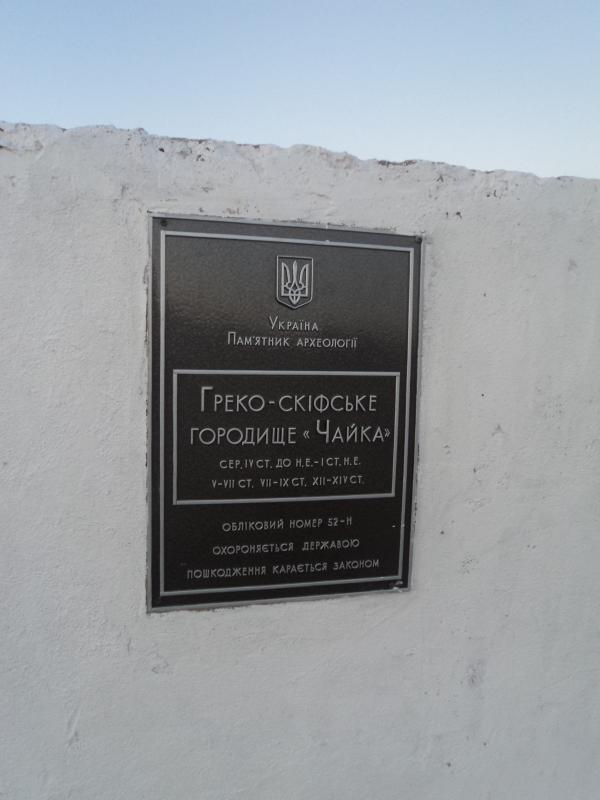 Україна
Пам'ятник археології
Греко-скіфське
городище «Чайка»
сер. IV ст. до н.е.-I ст. н.е.
V-VII ст. VII-IX ст. XII-XIV ст.
обліковий номер 52-н
охороняється державою
пошкодження карається законом